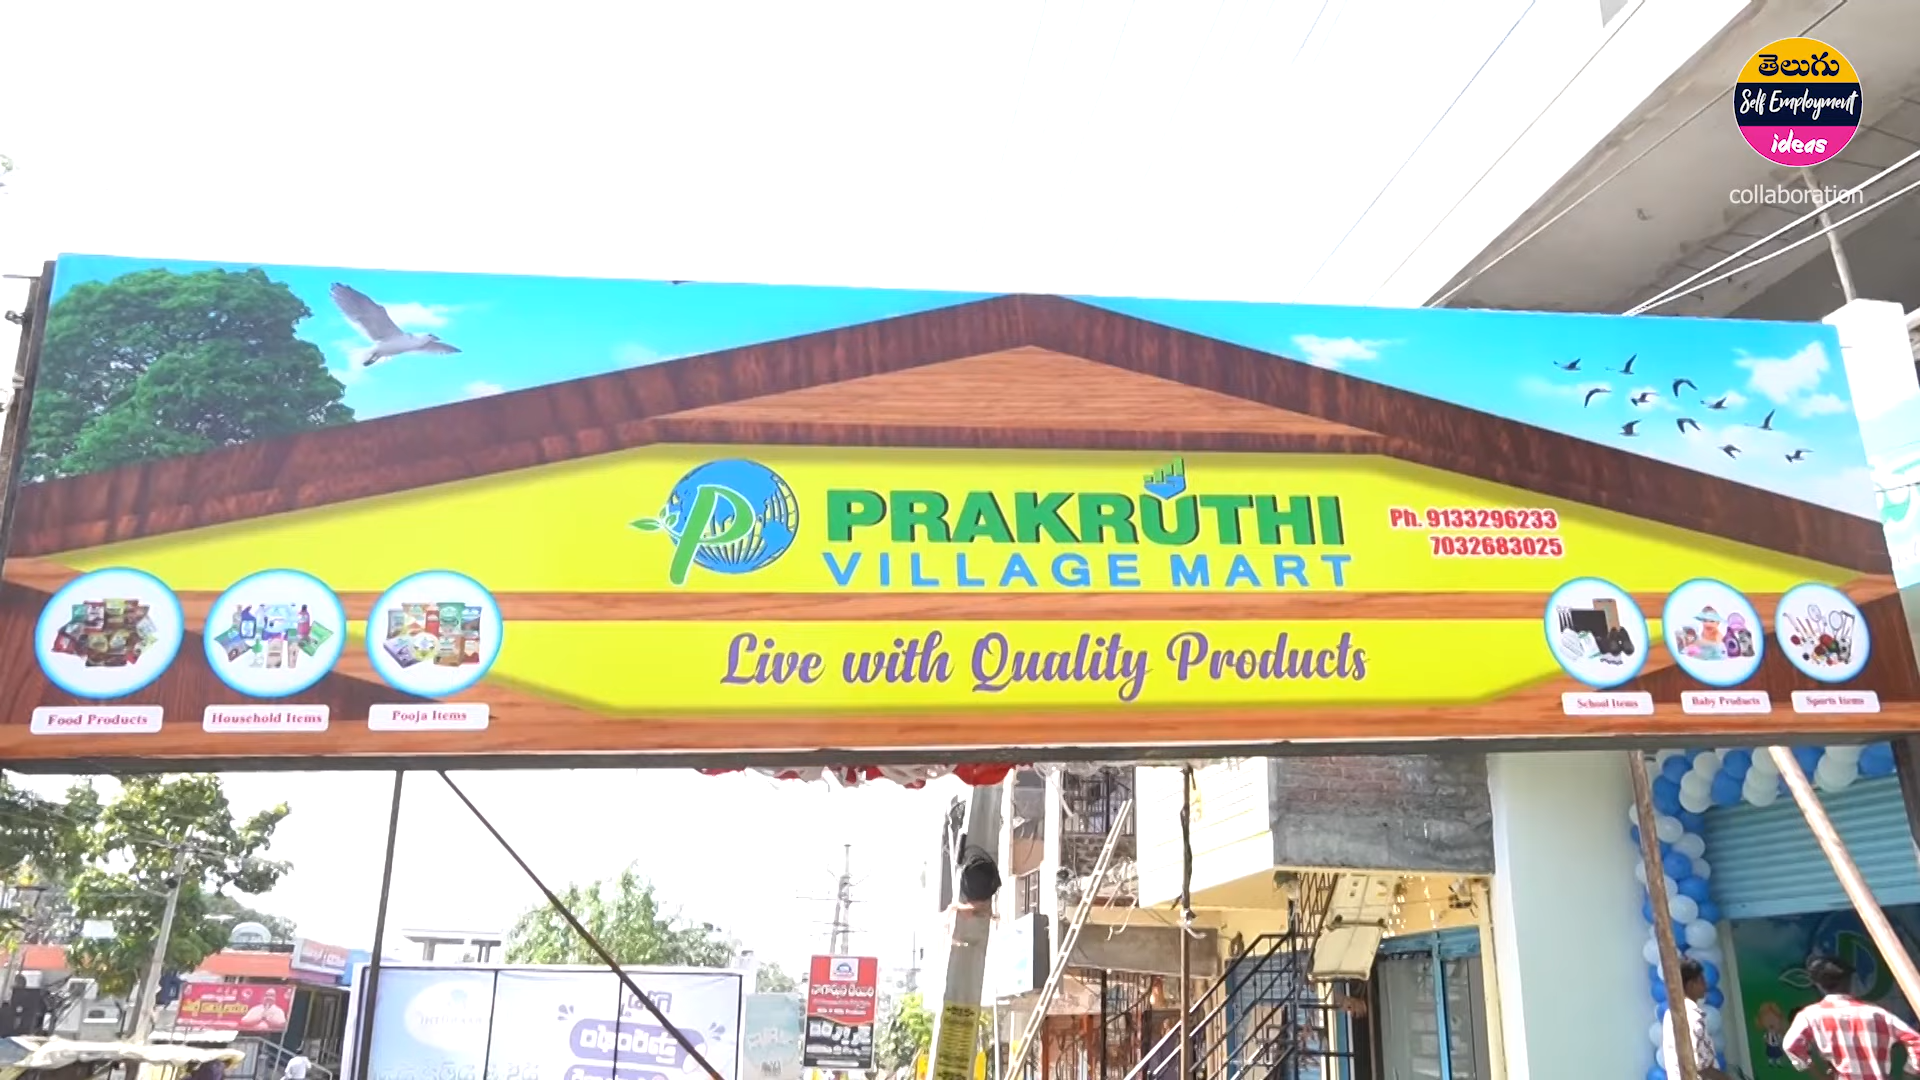 తెలుగు
Self Employment
ideas
collaboration
PRAKRUTHI
VILLAGE MART
Ph. 9133296233
7032683025
Live with Quality Products
Food Products
Household Items
Pooja Items
School Items
Baby Products
Sports Items